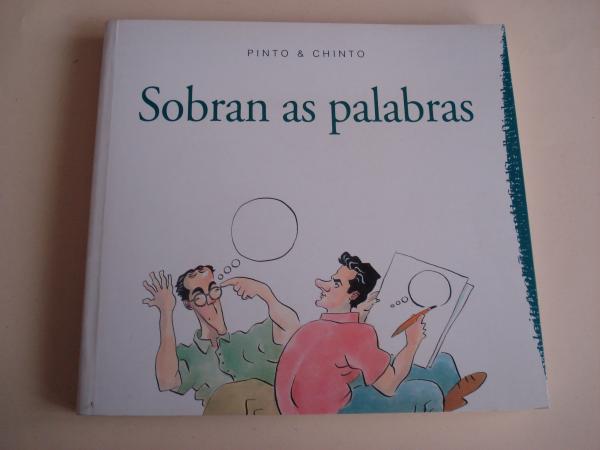 PINTO & CHINTO
Sobran as palabras